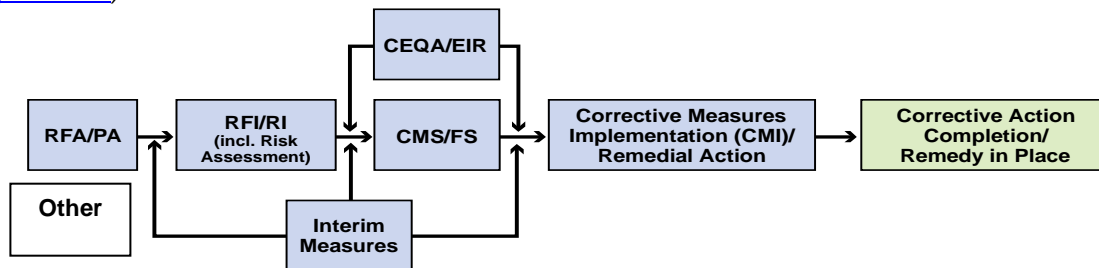 CEQA/EIR
RFA/PA
RFI/RI
(incl. Risk
Assessment)
CMS/FS
Corrective Measures
Implementation (CMI)/
Remedial Action
Corrective Action
Completion/
Remedy in Place
Other
Interim
Measures